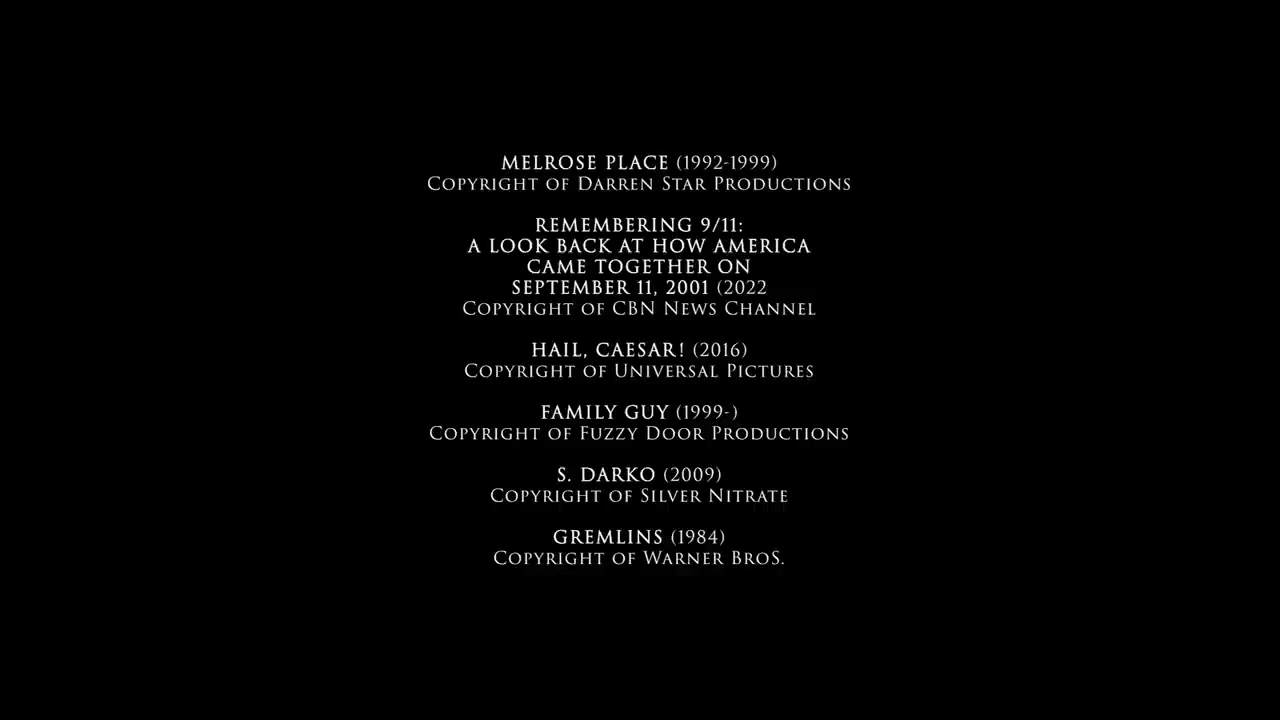 MELROSE PLACE (1992-1999)
COPYRIGHT OF DARREN STAR PRODUCTIONS
REMEMBERING 9/11:
A LOOK BACK AT HOW AMERICA
CAME TOGETHER ON
SEPTEMBER 11, 2001 (2022
COPYRIGHT OF CBN NEWS CHANNEL
HAIL, CAESAR! (2016)
COPYRIGHT OF UNIVERSAL PICTURES
FAMILY GUY (1999-)
COPYRIGHT OF FUZZY DOOR PRODUCTIONS
S. DARKO (2009)
COPYRIGHT OF SILVER NITRATE
GREMLINS (1984)
COPYRIGHT OF WARNER BROS.